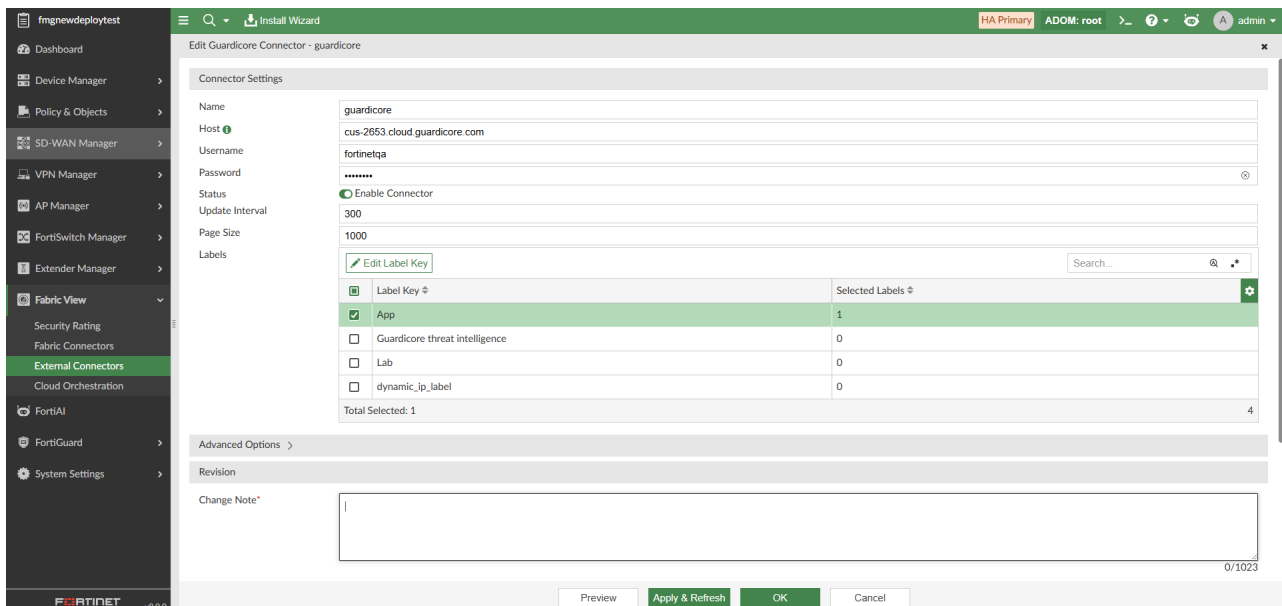 fmgnewdeploytest
Install Wizard
HA Primary ADOM: root >_ A admin
Dashboard
Device Manager
Policy & Objects
SD-WAN Manager
VPN Manager
AP Manager
FortiSwitch Manager
Extender Manager
Fabric View
Security Rating
Fabric Connectors
External Connectors
Cloud Orchestration
FortiAI
FortiGuard
System Settings
FORTINET
Edit Guardicore Connector - guardicore
Connector Settings
Name guardicore
Host cus-2653.cloud.guardicore.com
Username fortinetqa
Password ••••••••
Status Enable Connector
Update Interval 300
Page Size 1000
Labels Edit Label Key Search... .*
Label Key Selected Labels
App 1
Guardicore threat intelligence 0
Lab 0
dynamic_ip_label 0
Total Selected: 1 4
Advanced Options >
Revision
Change Note*
0/1023
Preview Apply & Refresh OK Cancel